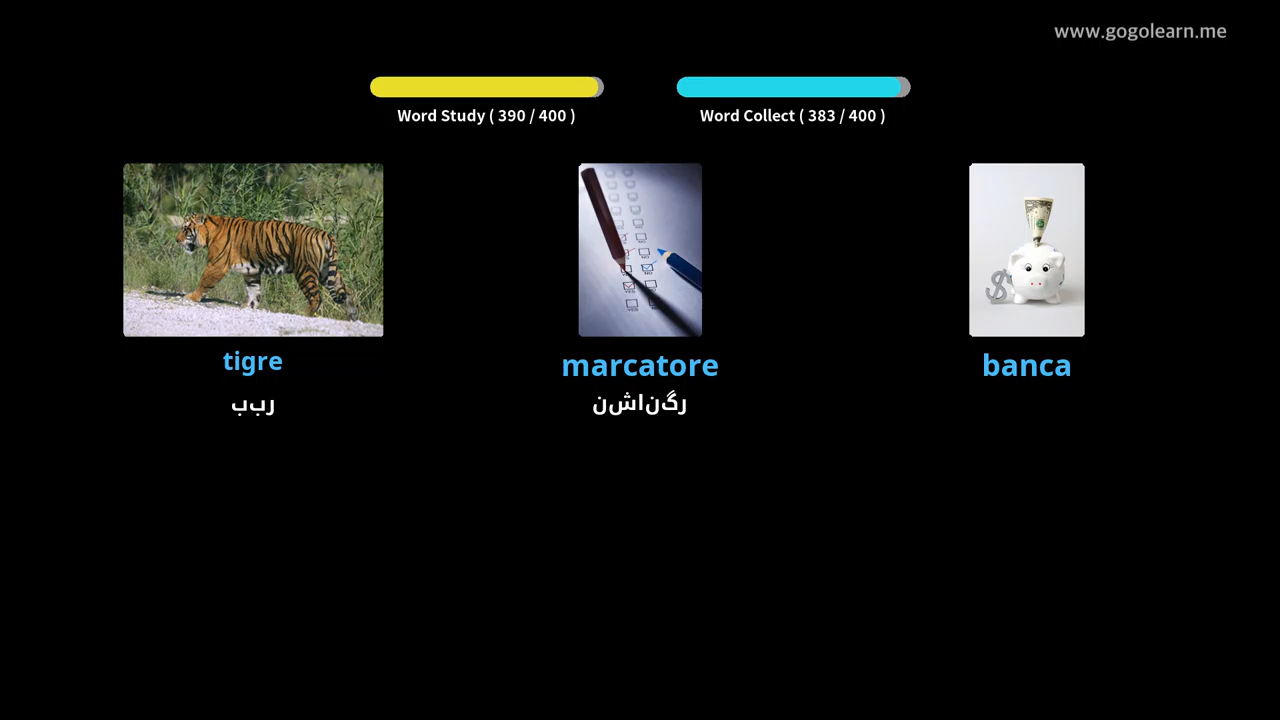 www.gogolearn.me
Word Study ( 390 / 400 )
Word Collect ( 383 / 400 )
tigre
ربب
marcatore
رگناشن
banca